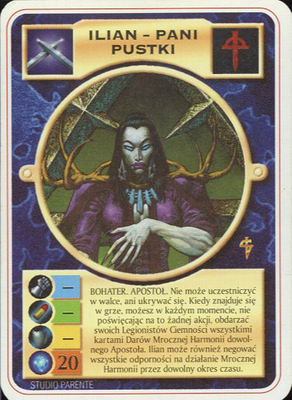 ILIAN – PANI
PUSTKI
–
–
–
20
BOHATER. APOSTOŁ. Nie może uczestniczyć
w walce, ani ukrywać się. Kiedy znajduje się
w grze, możesz w każdym momencie, nie
poświęcając na to żadnej akcji, obdarzać
swoich Legionistów Ciemności wszystkimi
kartami Darów Mrocznej Harmonii dowol-
nego Apostoła. Ilian może również negować
wszystkie odporności na działanie Mrocznej
Harmonii przez dowolny okres czasu.
STUDIO PARENTE